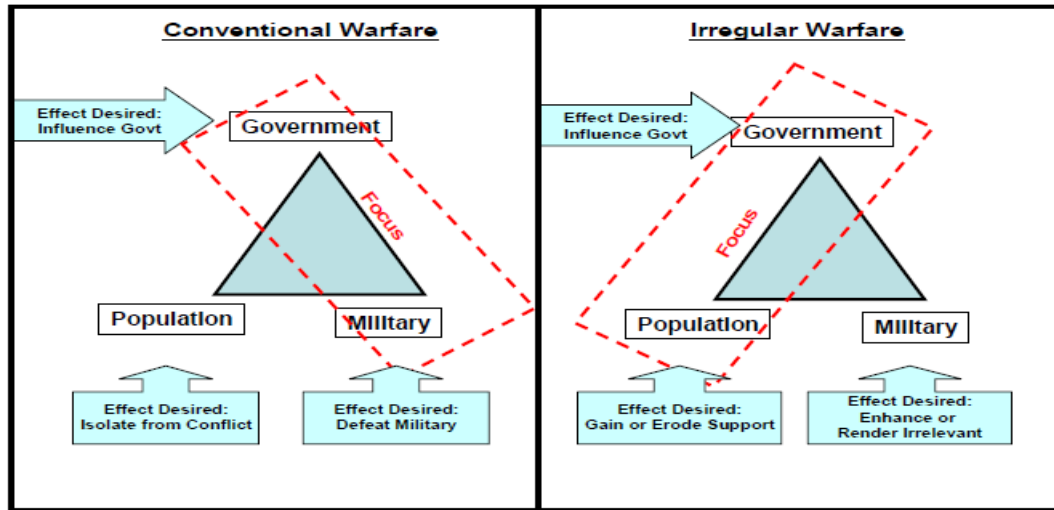 Conventional Warfare
Effect Desired:
Influence Govt
Government
Focus
Population
Military
Effect Desired:
Isolate from Conflict
Effect Desired:
Defeat Military
Irregular Warfare
Effect Desired:
Influence Govt
Government
Focus
Population
Military
Effect Desired:
Gain or Erode Support
Effect Desired:
Enhance or
Render Irrelevant